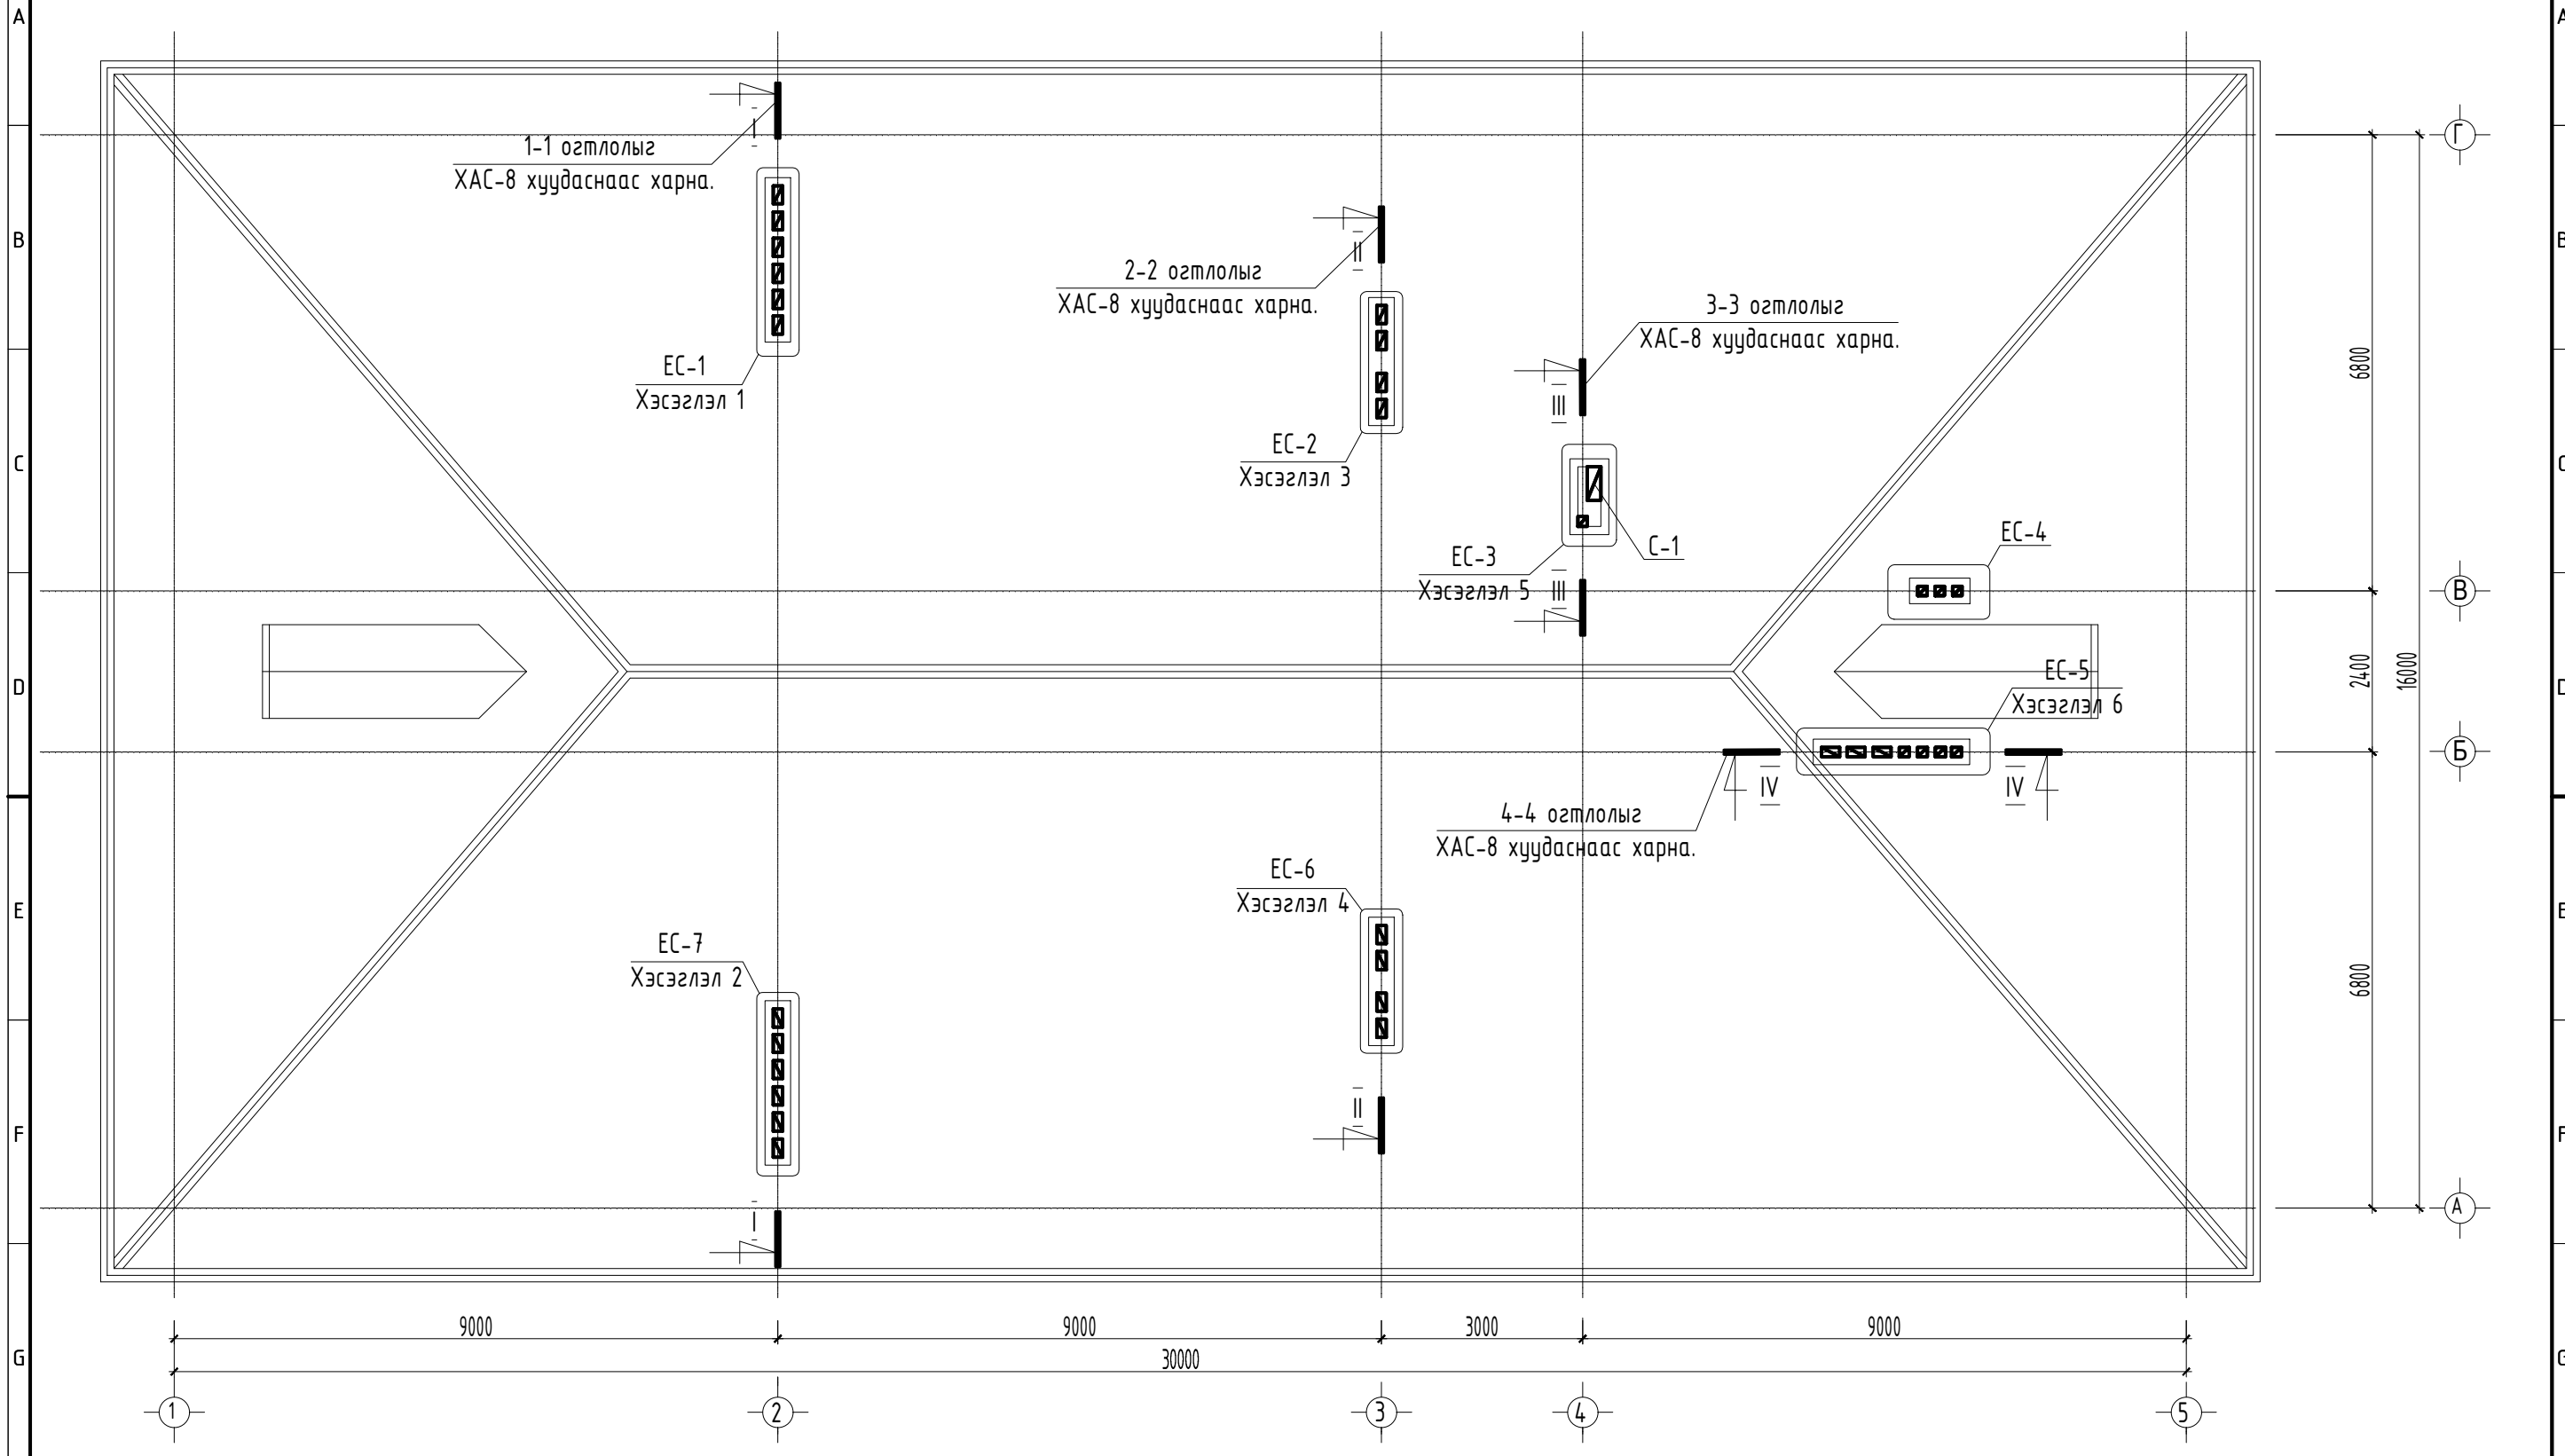 A
A
1-1 огтлолыг
ХАС-8 хуудаснаас харна.
I
Г
B
B
2-2 огтлолыг
ХАС-8 хуудаснаас харна.
II
3-3 огтлолыг
ХАС-8 хуудаснаас харна.
III
6800
ЕС-1
Хэсэглэл 1
ЕС-2
Хэсэглэл 3
C
C
ЕС-3
Хэсэглэл 5
С-1
ЕС-4
III
В
D
D
2400
16000
ЕС-5
Хэсэглэл 6
Б
IV
IV
4-4 огтлолыг
ХАС-8 хуудаснаас харна.
ЕС-6
Хэсэглэл 4
E
E
ЕС-7
Хэсэглэл 2
6800
II
F
F
I
А
9000
9000
3000
9000
30000
G
G
1
2
3
4
5